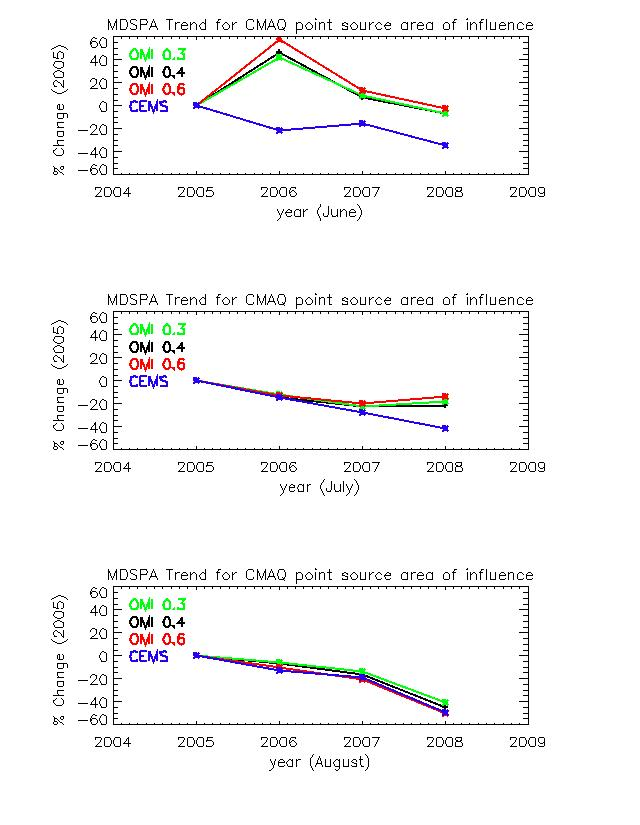 MDSPA Trend for CMAQ point source area of influence
60
40
20
0
-20
-40
-60
% Change (2005)
OMI 0.3
OMI 0.4
OMI 0.6
CEMS
2004 2005 2006 2007 2008 2009
year (June)
MDSPA Trend for CMAQ point source area of influence
60
40
20
0
-20
-40
-60
% Change (2005)
OMI 0.3
OMI 0.4
OMI 0.6
CEMS
2004 2005 2006 2007 2008 2009
year (July)
MDSPA Trend for CMAQ point source area of influence
60
40
20
0
-20
-40
-60
% Change (2005)
OMI 0.3
OMI 0.4
OMI 0.6
CEMS
2004 2005 2006 2007 2008 2009
year (August)